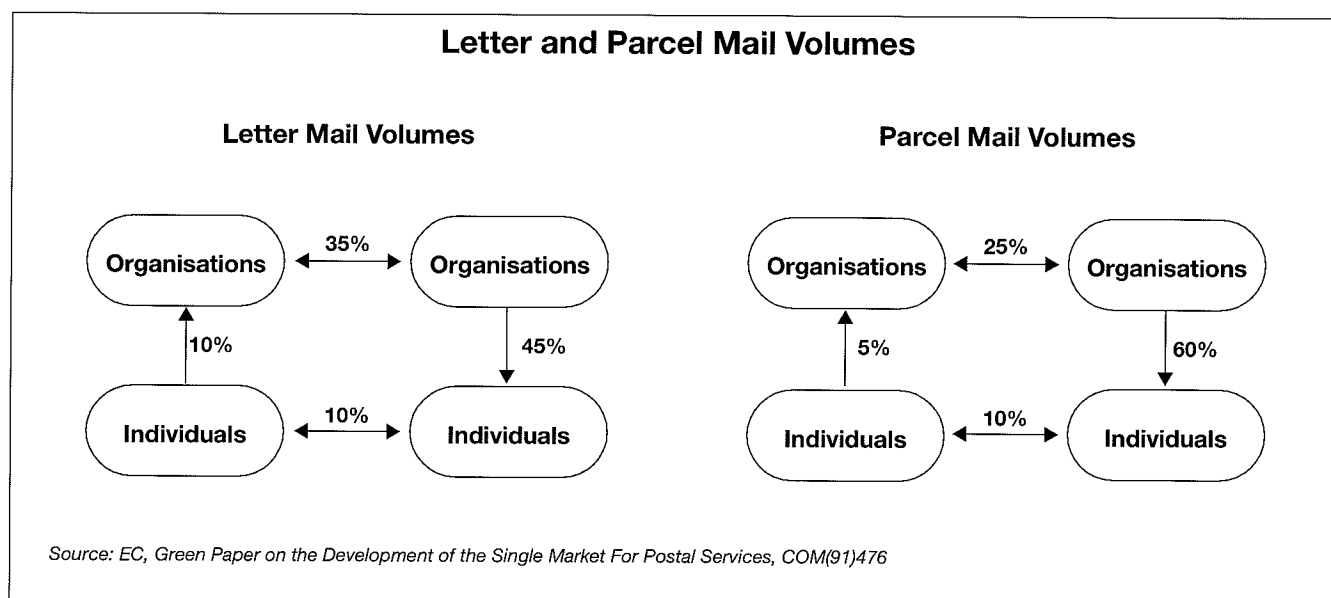 Letter and Parcel Mail Volumes
Letter Mail Volumes
Organisations
35%
Organisations
10%
45%
Individuals
10%
Individuals
Parcel Mail Volumes
Organisations
25%
Organisations
5%
60%
Individuals
10%
Individuals
Source: EC, Green Paper on the Development of the Single Market For Postal Services, COM(91)476